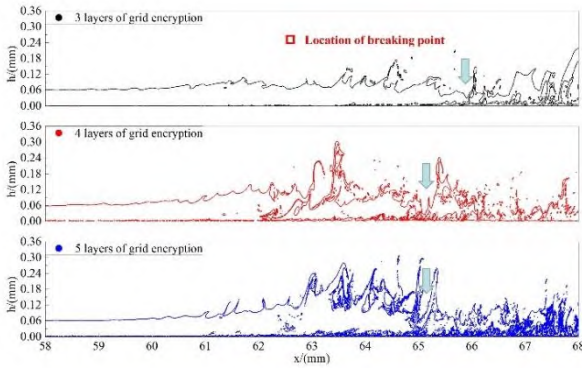 0.36
3 layers of grid encryption
0.30
Location of breaking point
0.24
h/(mm)
0.18
0.12
0.06
0.00
0.36
4 layers of grid encryption
0.30
0.24
h/(mm)
0.18
0.12
0.06
0.00
0.36
5 layers of grid encryption
0.30
0.24
h/(mm)
0.18
0.12
0.06
0.00
58 59 60 61 62 63 64 65 66 67 68
x/(mm)